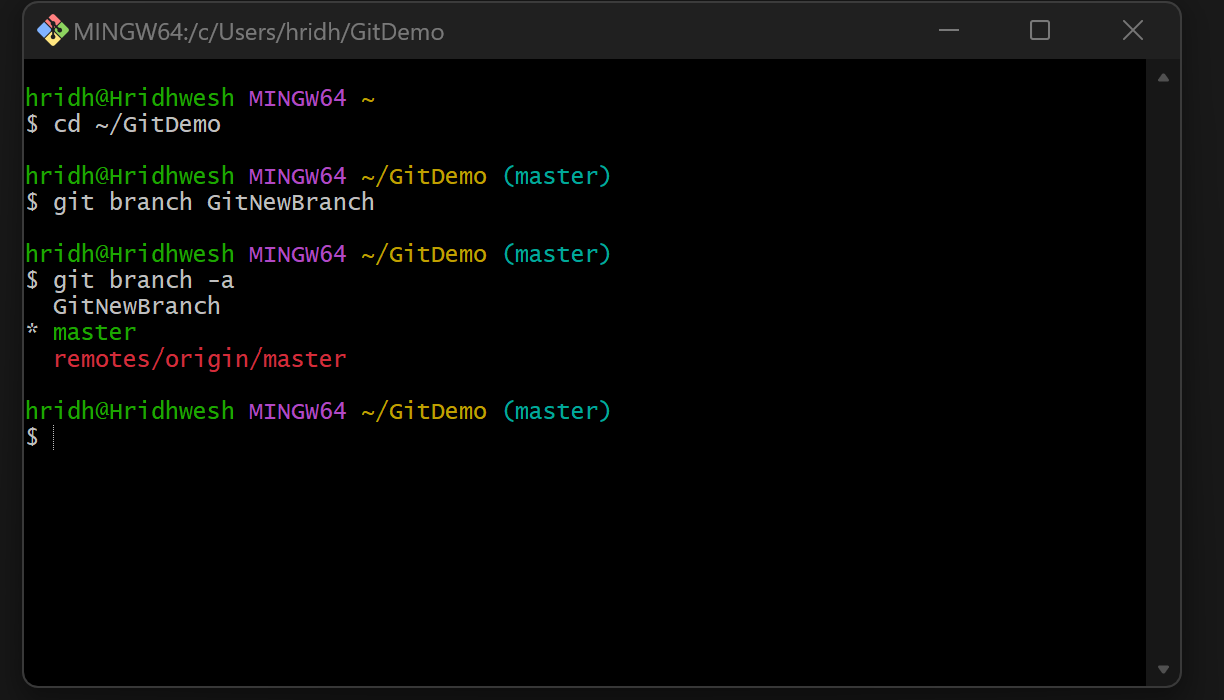 MINGW64:/c/Users/hridh/GitDemo
hridh@Hridhwesh MINGW64 ~
$ cd ~/GitDemo
hridh@Hridhwesh MINGW64 ~/GitDemo (master)
$ git branch GitNewBranch
hridh@Hridhwesh MINGW64 ~/GitDemo (master)
$ git branch -a
  GitNewBranch
* master
  remotes/origin/master
hridh@Hridhwesh MINGW64 ~/GitDemo (master)
$